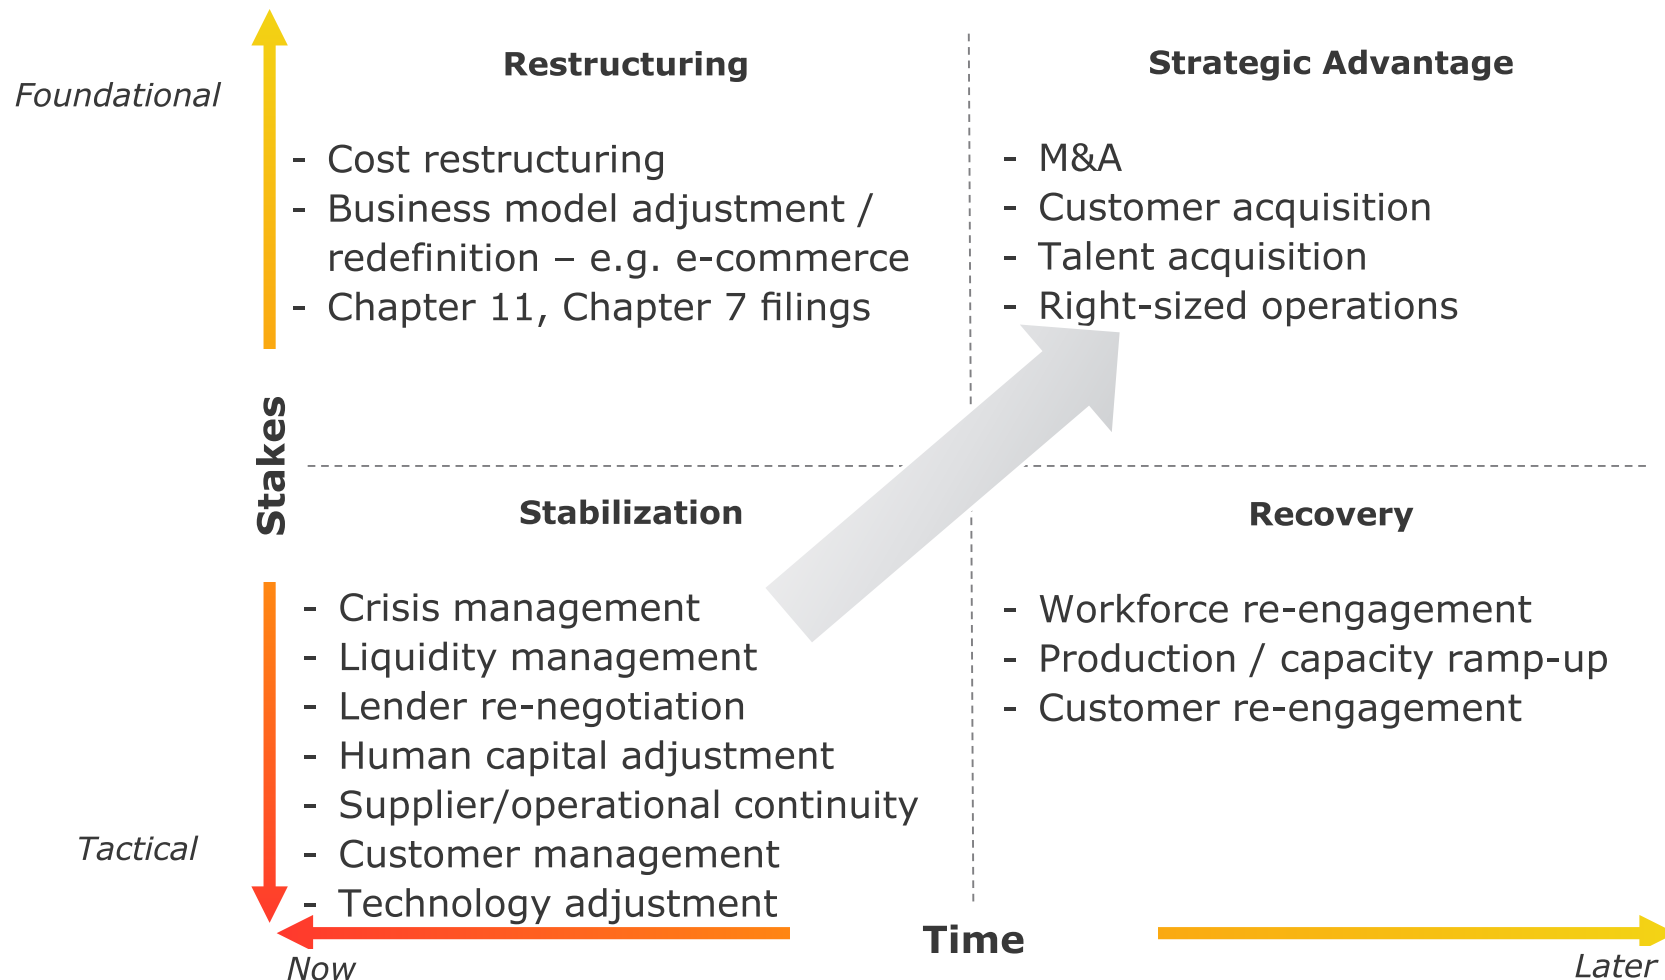 Foundational
Restructuring
- Cost restructuring
- Business model adjustment /
redefinition – e.g. e-commerce
- Chapter 11, Chapter 7 filings
Strategic Advantage
- M&A
- Customer acquisition
- Talent acquisition
- Right-sized operations
Stakes
Stabilization
- Crisis management
- Liquidity management
- Lender re-negotiation
- Human capital adjustment
- Supplier/operational continuity
- Customer management
- Technology adjustment
Recovery
- Workforce re-engagement
- Production / capacity ramp-up
- Customer re-engagement
Tactical
Time
Now
Later